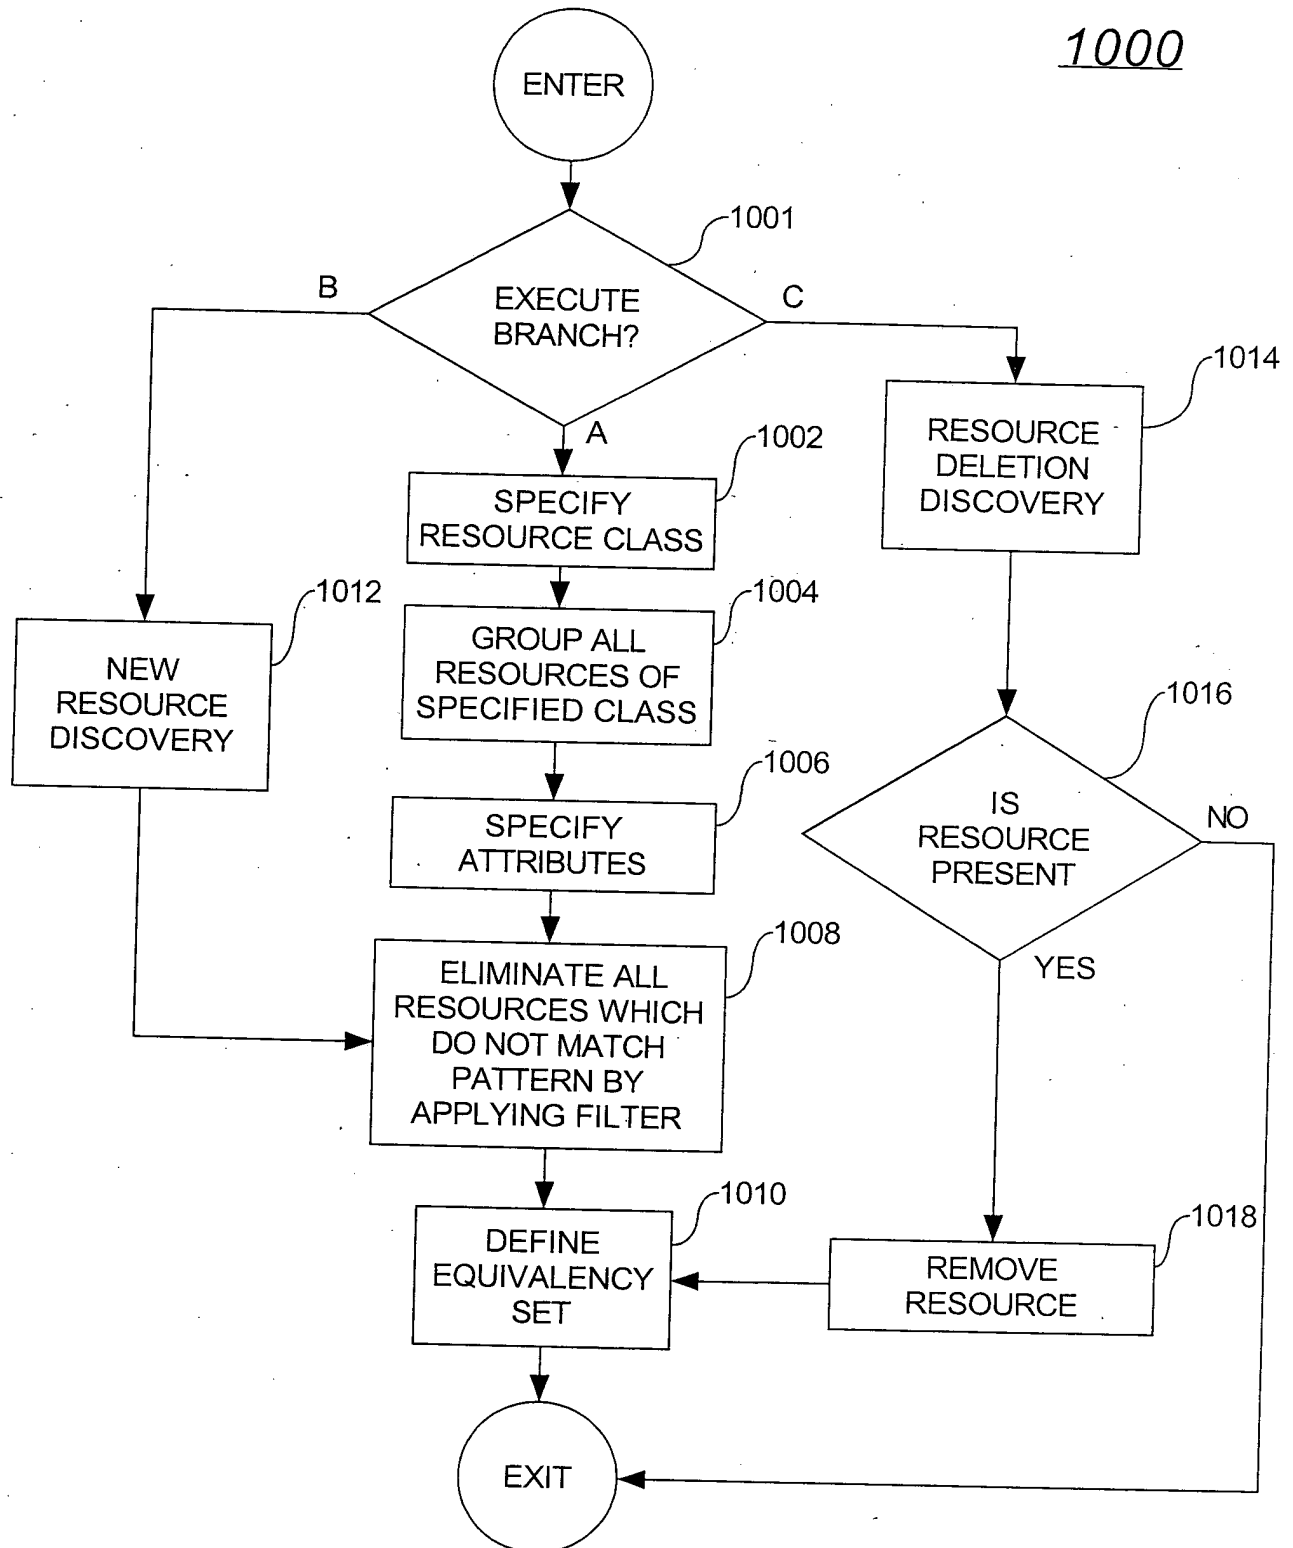 1000
ENTER
1001
B
EXECUTE
BRANCH?
C
A
1014
RESOURCE
DELETION
DISCOVERY
1002
SPECIFY
RESOURCE CLASS
1012
NEW
RESOURCE
DISCOVERY
1004
GROUP ALL
RESOURCES OF
SPECIFIED CLASS
1016
IS
RESOURCE
PRESENT
NO
YES
1006
SPECIFY
ATTRIBUTES
1008
ELIMINATE ALL
RESOURCES WHICH
DO NOT MATCH
PATTERN BY
APPLYING FILTER
1010
DEFINE
EQUIVALENCY
SET
1018
REMOVE
RESOURCE
EXIT